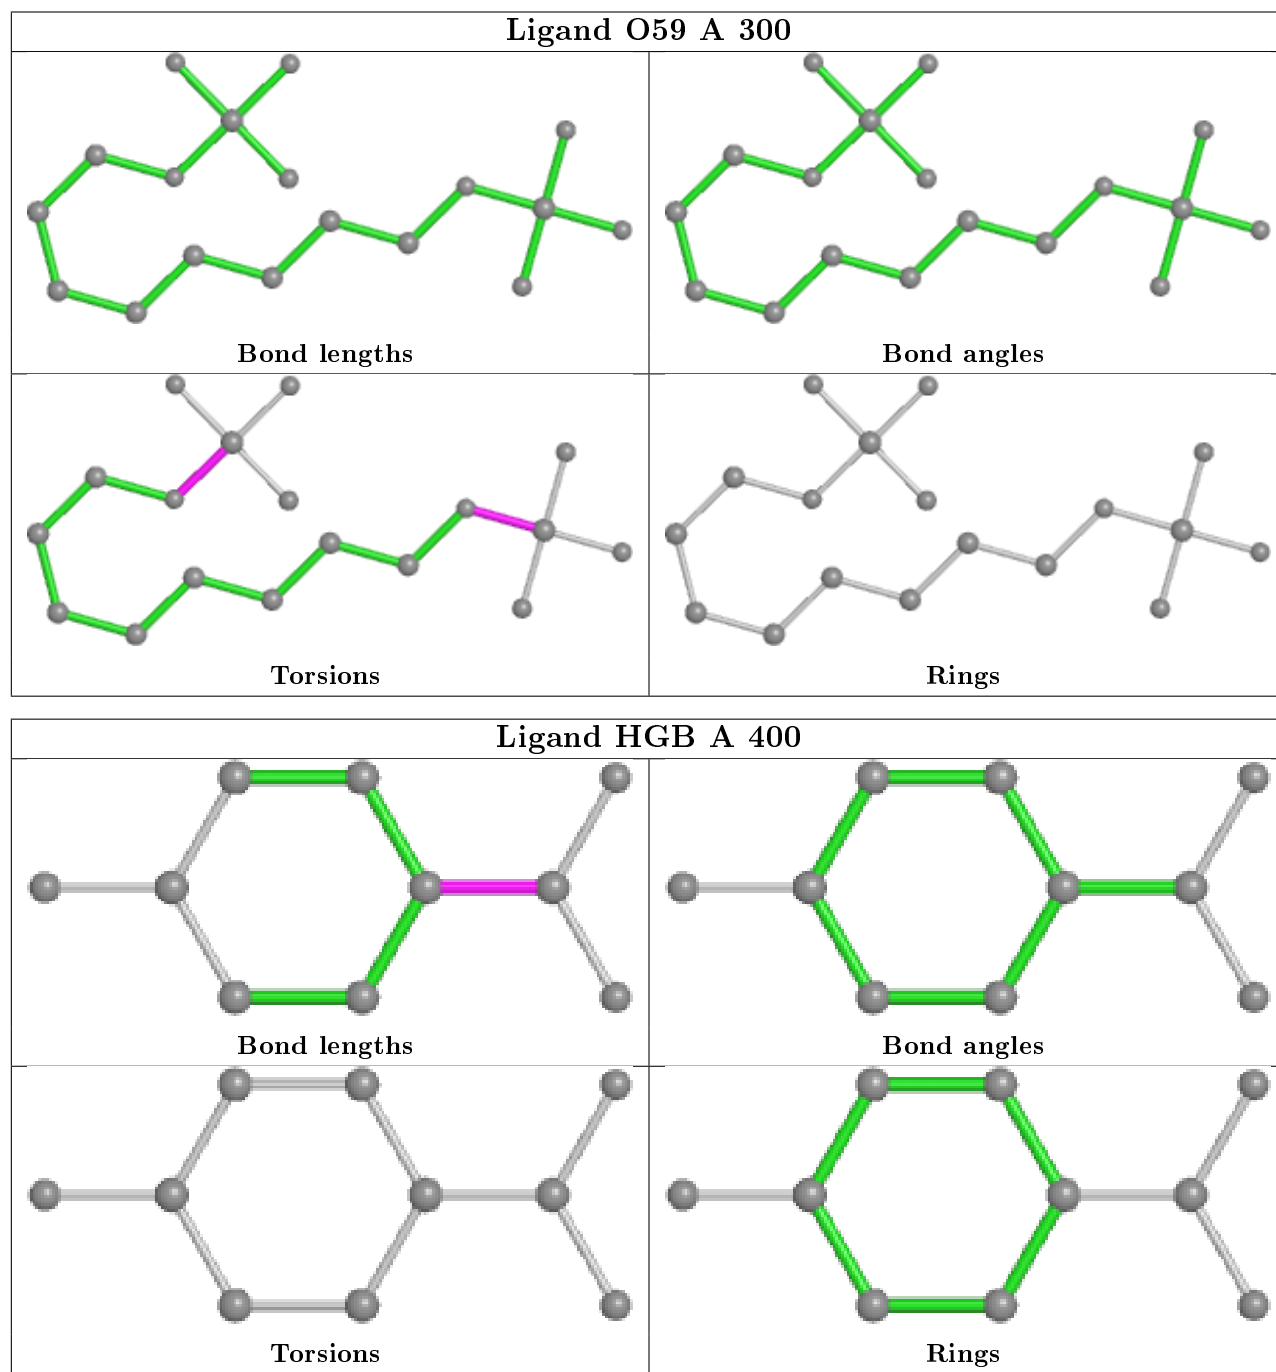 Ligand O59 A 300
Bond lengths
Bond angles
Torsions
Rings
Ligand HGB A 400
Bond lengths
Bond angles
Torsions
Rings